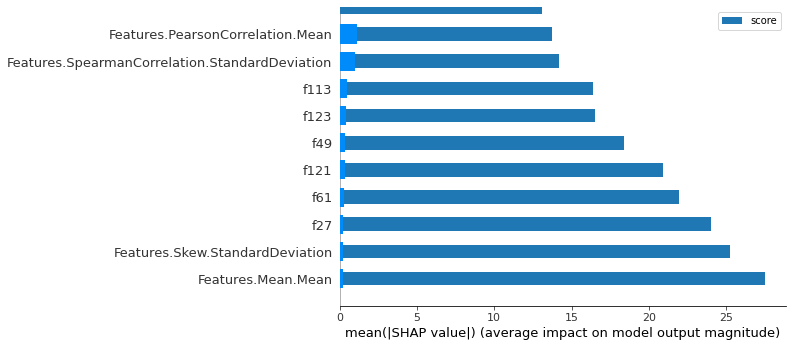 score
Features.PearsonCorrelation.Mean
Features.SpearmanCorrelation.StandardDeviation
f113
f123
f49
f121
f61
f27
Features.Skew.StandardDeviation
Features.Mean.Mean
0 5 10 15 20 25
mean(|SHAP value|) (average impact on model output magnitude)